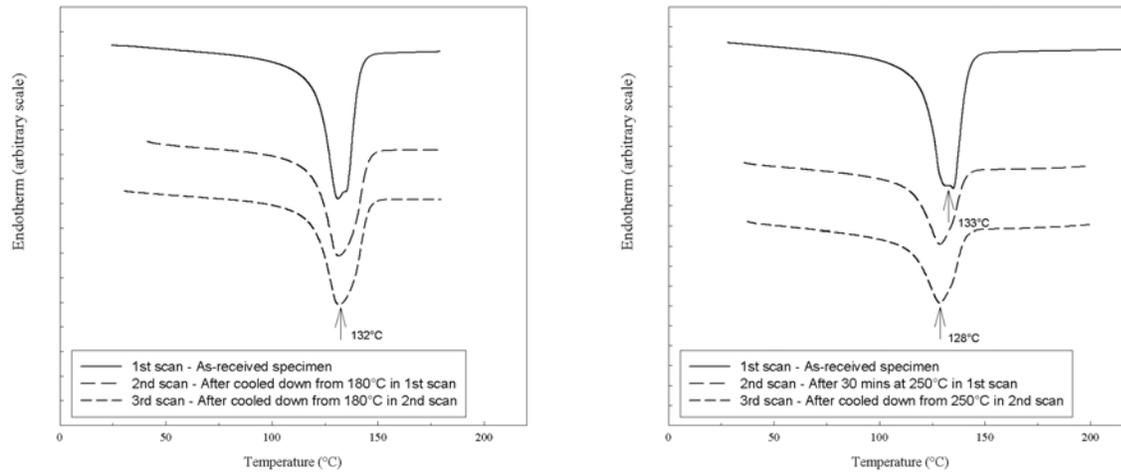 Endotherm (arbitrary scale)
132°C
1st scan - As-received specimen
2nd scan - After cooled down from 180°C in 1st scan
3rd scan - After cooled down from 180°C in 2nd scan
0 50 100 150 200
Temperature (°C)
Endotherm (arbitrary scale)
133°C
128°C
1st scan - As-received specimen
2nd scan - After 30 mins at 250°C in 1st scan
3rd scan - After cooled down from 250°C in 2nd scan
0 50 100 150 200
Temperature (°C)